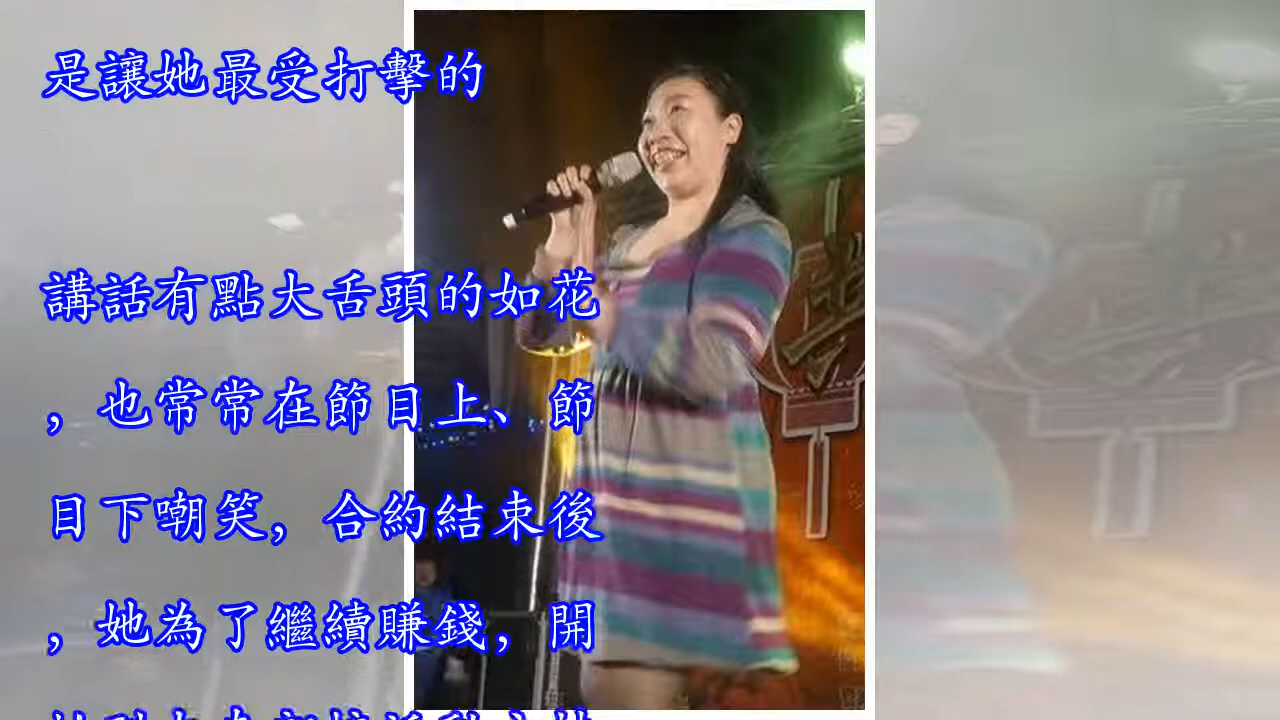 是讓她最受打擊的
講話有點大舌頭的如花
，也常常在節目上、節
目下嘲笑，合約結束後
，她為了繼續賺錢，開